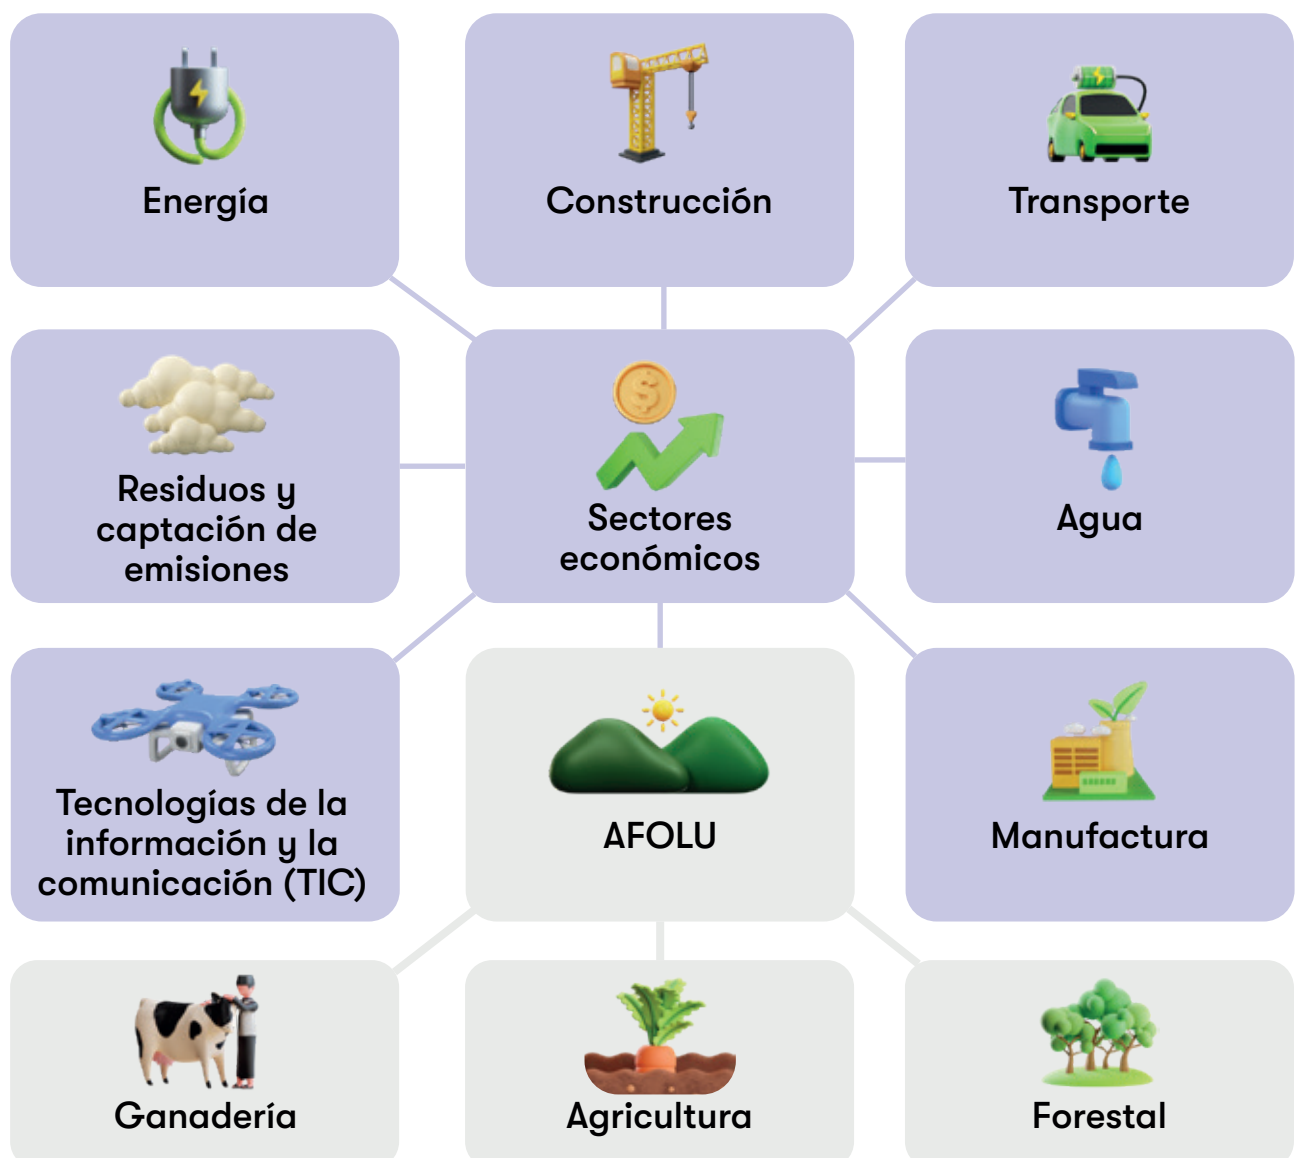 Energía
Construcción
Transporte
Residuos y
captación de
emisiones
Sectores
económicos
Agua
Tecnologías de la
información y la
comunicación (TIC)
AFOLU
Manufactura
Ganadería
Agricultura
Forestal